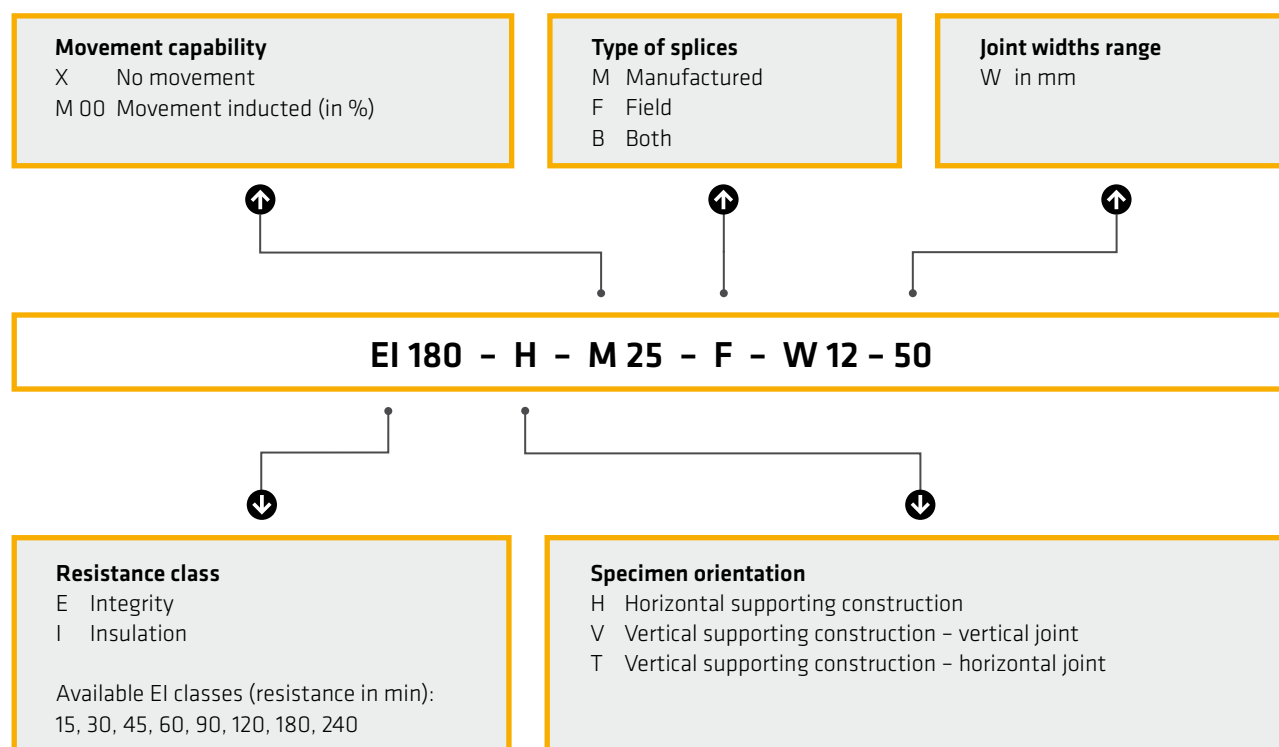 Movement capability
X No movement
M 00 Movement inducted (in %)
Type of splices
M Manufactured
F Field
B Both
Joint widths range
W in mm
EI 180 – H – M 25 – F – W 12 – 50
Resistance class
E Integrity
I Insulation
Available EI classes (resistance in min):
15, 30, 45, 60, 90, 120, 180, 240
Specimen orientation
H Horizontal supporting construction
V Vertical supporting construction – vertical joint
T Vertical supporting construction – horizontal joint